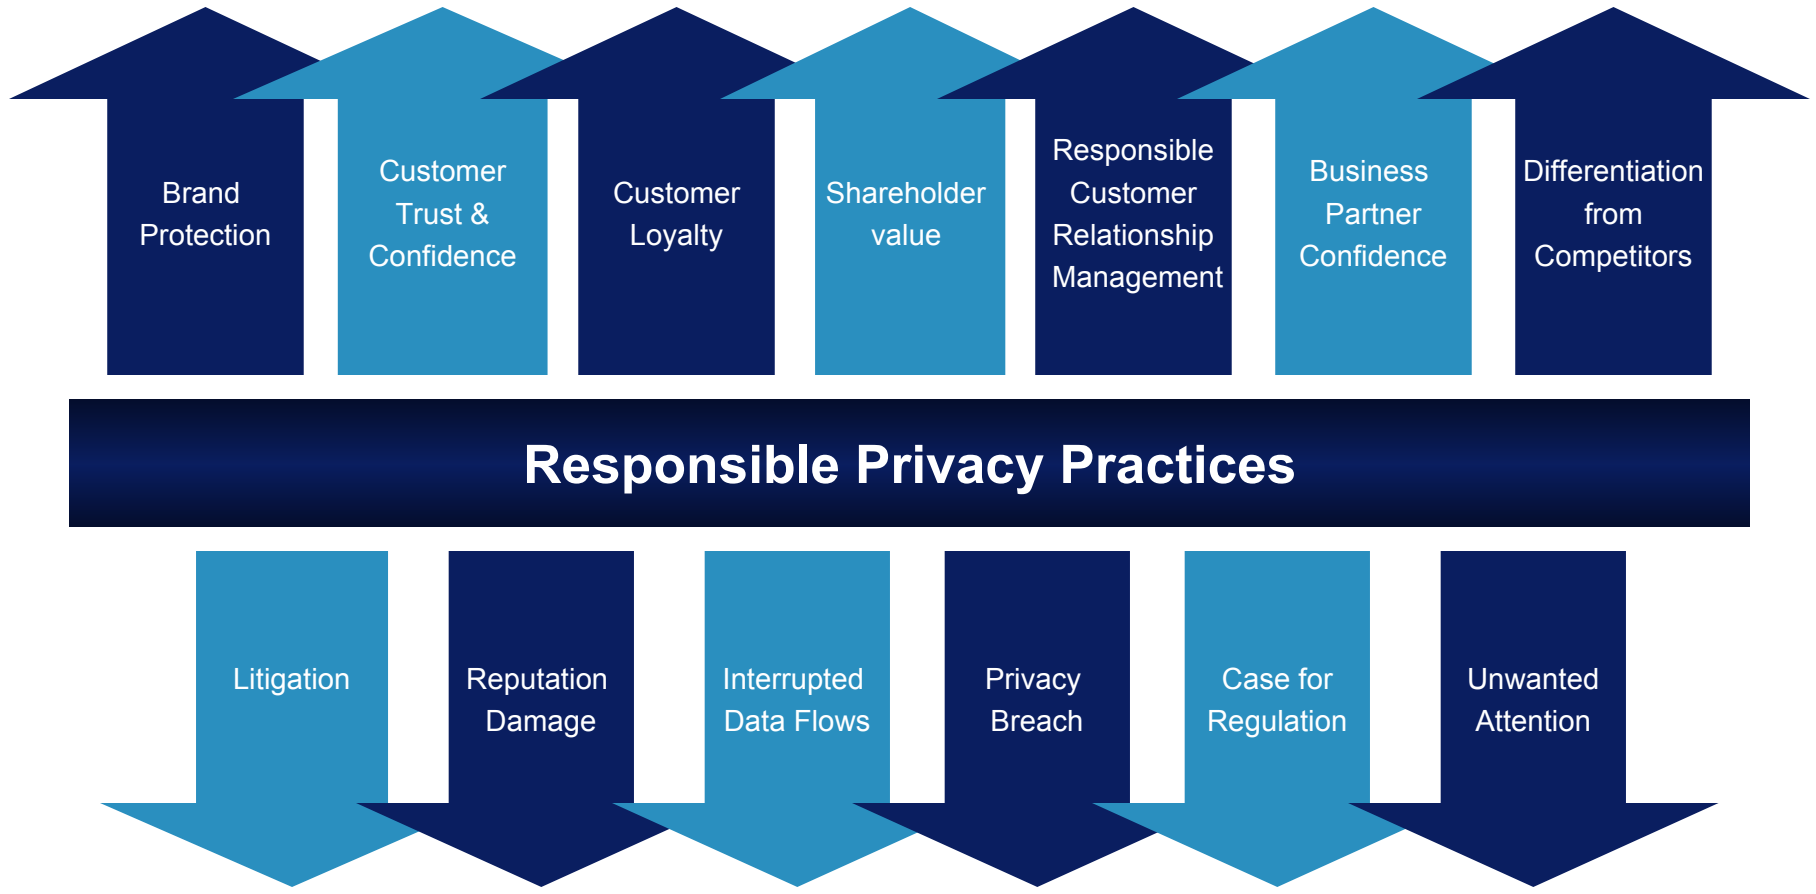 Brand
Protection
Customer
Trust &
Confidence
Customer
Loyalty
Shareholder
value
Responsible
Customer
Relationship
Management
Business
Partner
Confidence
Differentiation
from
Competitors
Responsible Privacy Practices
Litigation
Reputation
Damage
Interrupted
Data Flows
Privacy
Breach
Case for
Regulation
Unwanted
Attention